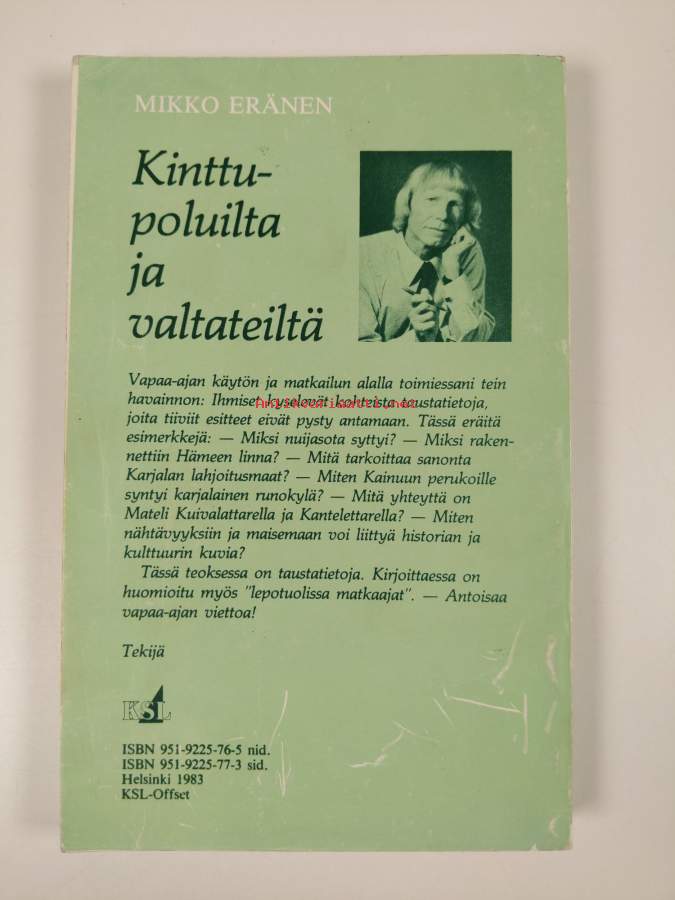 MIKKO ERÄNEN
Kinttu-
poluilta
ja
valtateiltä
Vapaa-ajan käytön ja matkailun alalla toimiessani tein
havainnon: Ihmiset kyselevät kohteista taustatietoja,
Antikvariaatti.net
joita tiiviit esitteet eivät pysty antamaan. Tässä eräitä
esimerkkejä: — Miksi nuijasota syttyi? — Miksi raken-
nettiin Hämeen linna? — Mitä tarkoittaa sanonta
Karjalan lahjoitusmaat? — Miten Kainuun perukoille
syntyi karjalainen runokylä? — Mitä yhteyttä on
Mateli Kuivalattarella ja Kantelettarella? — Miten
nähtävyyksiin ja maisemaan voi liittyä historian ja
kulttuurin kuvia?
Tässä teoksessa on taustatietoja. Kirjoittaessa on
huomioitu myös "lepotuolissa matkaajat". — Antoisaa
vapaa-ajan viettoa!
Tekijä
KSL
ISBN 951-9225-76-5 nid.
ISBN 951-9225-77-3 sid.
Helsinki 1983
KSL-Offset